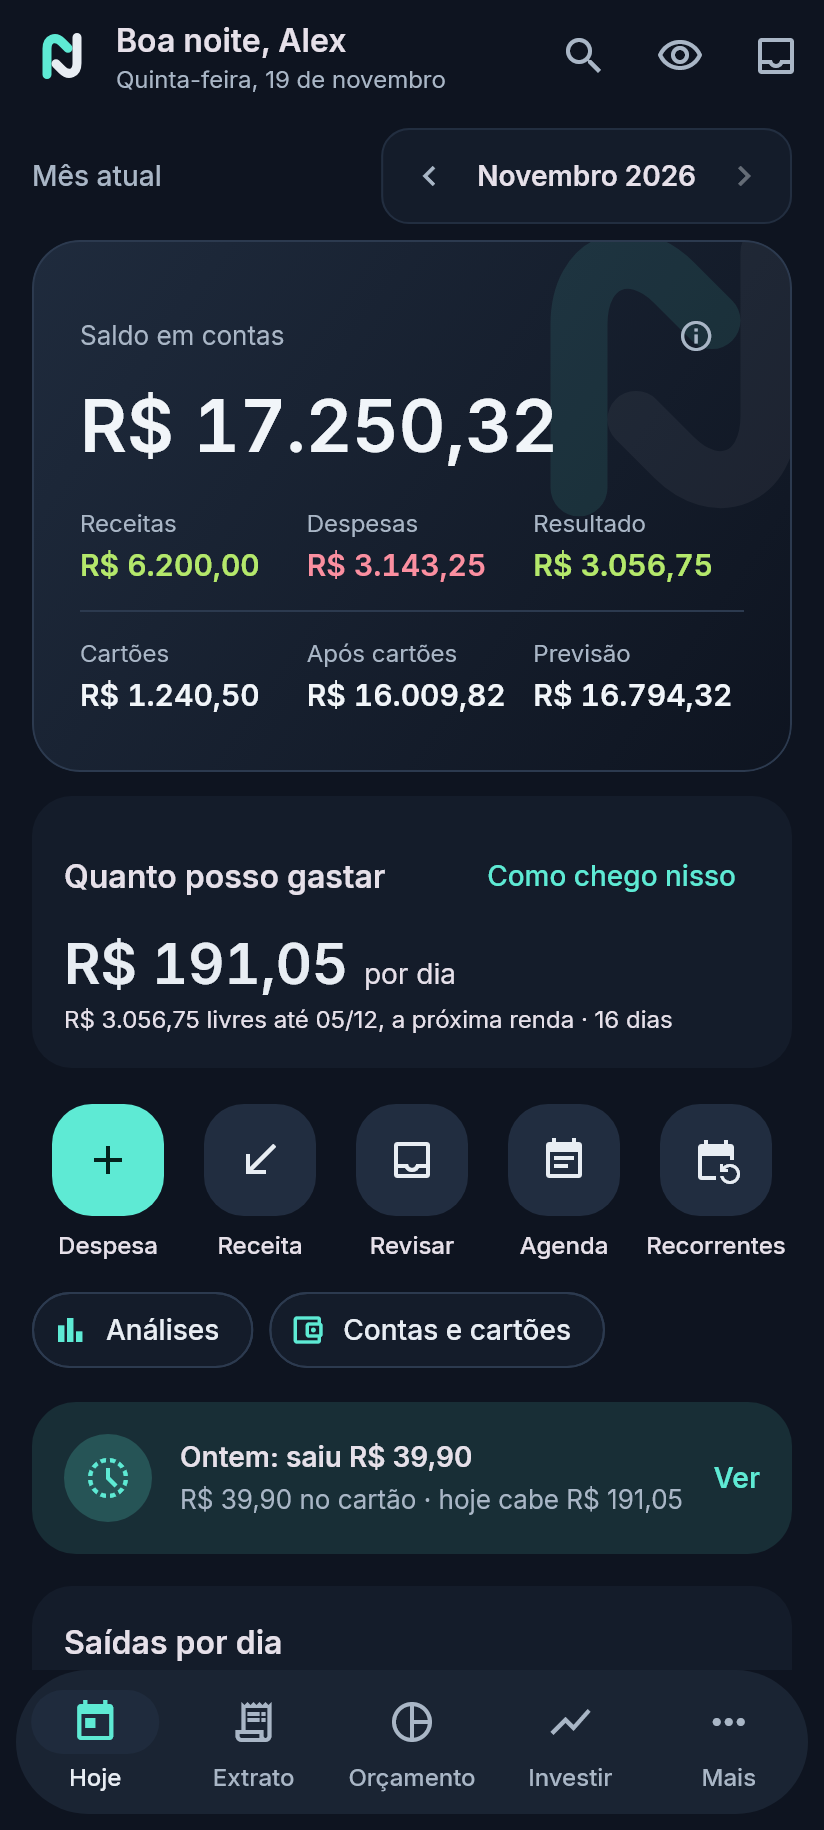 Boa noite, Alex
Quinta-feira, 19 de novembro
Mês atual
Novembro 2026
Saldo em contas
R$ 17.250,32
Receitas Despesas Resultado
R$ 6.200,00 R$ 3.143,25 R$ 3.056,75
Cartões Após cartões Previsão
R$ 1.240,50 R$ 16.009,82 R$ 16.794,32
Quanto posso gastar Como chego nisso
R$ 191,05 por dia
R$ 3.056,75 livres até 05/12, a próxima renda · 16 dias
Despesa Receita Revisar Agenda Recorrentes
Análises Contas e cartões
Ontem: saiu R$ 39,90
R$ 39,90 no cartão · hoje cabe R$ 191,05
Ver
Saídas por dia
Hoje Extrato Orçamento Investir Mais